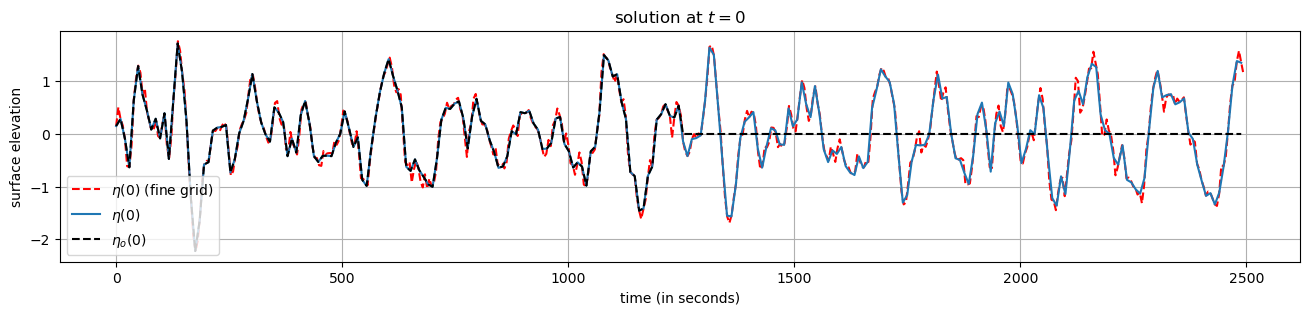 solution at t = 0
surface elevation
1
0
−1
−2
η(0) (fine grid)
η(0)
ηₒ(0)
0 500 1000 1500 2000 2500
time (in seconds)